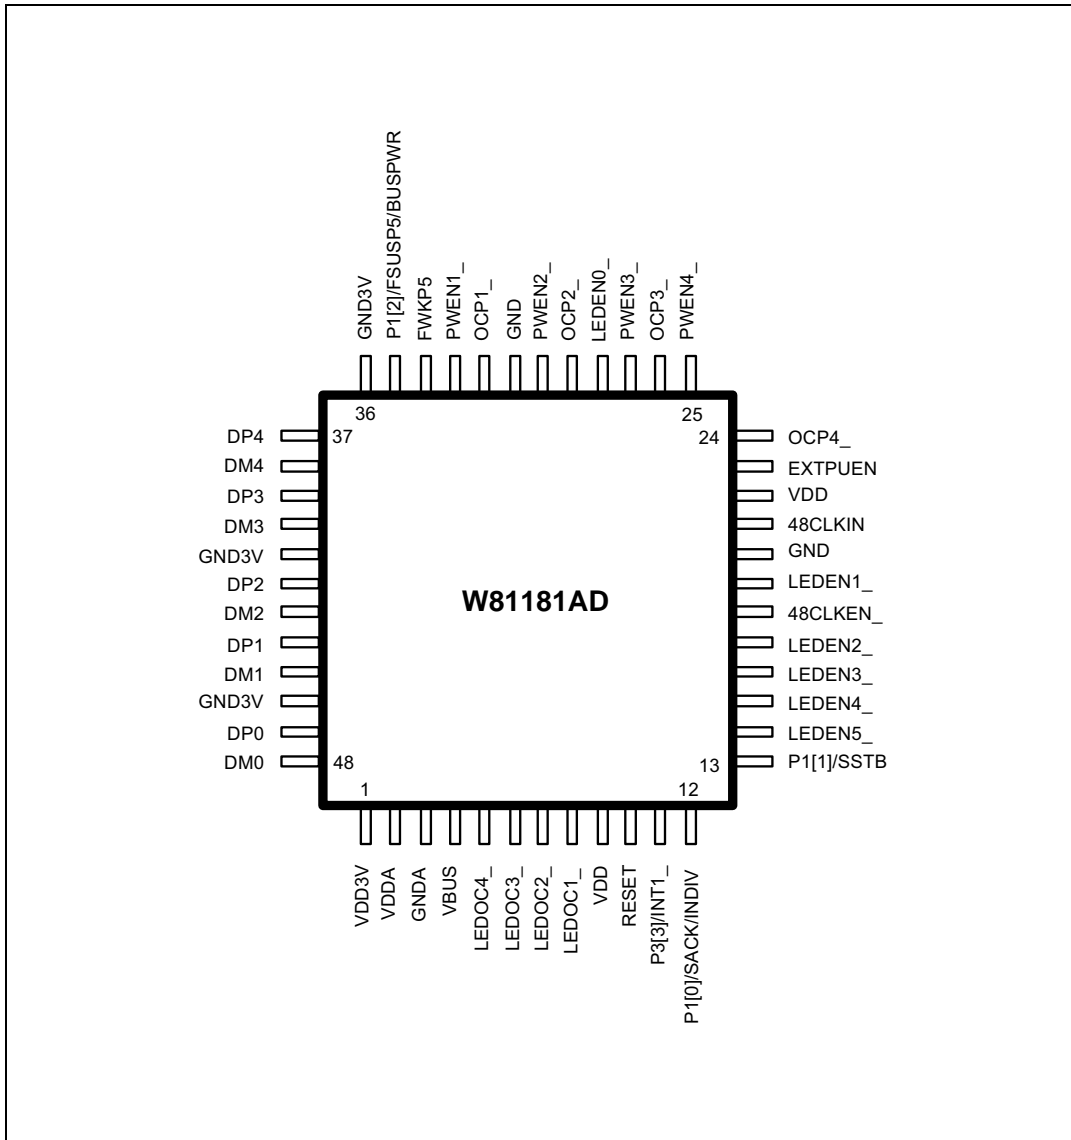 GND3V
P1[2]/FSUSP5/BUSPWR
FWKP5
PWEN1_
OCP1_
GND
PWEN2_
OCP2_
LEDEN0_
PWEN3_
OCP3_
PWEN4_
36
25
DP4
37
24
OCP4_
DM4
EXTPUEN
DP3
VDD
DM3
48CLKIN
GND3V
GND
DP2
LEDEN1_
W81181AD
DM2
48CLKEN_
DP1
LEDEN2_
DM1
LEDEN3_
GND3V
LEDEN4_
DP0
LEDEN5_
DM0
48
13
P1[1]/SSTB
1
12
VDD3V
VDDA
GNDA
VBUS
LEDOC4_
LEDOC3_
LEDOC2_
LEDOC1_
VDD
RESET
P3[3]/INT1_
P1[0]/SACK/INDIV